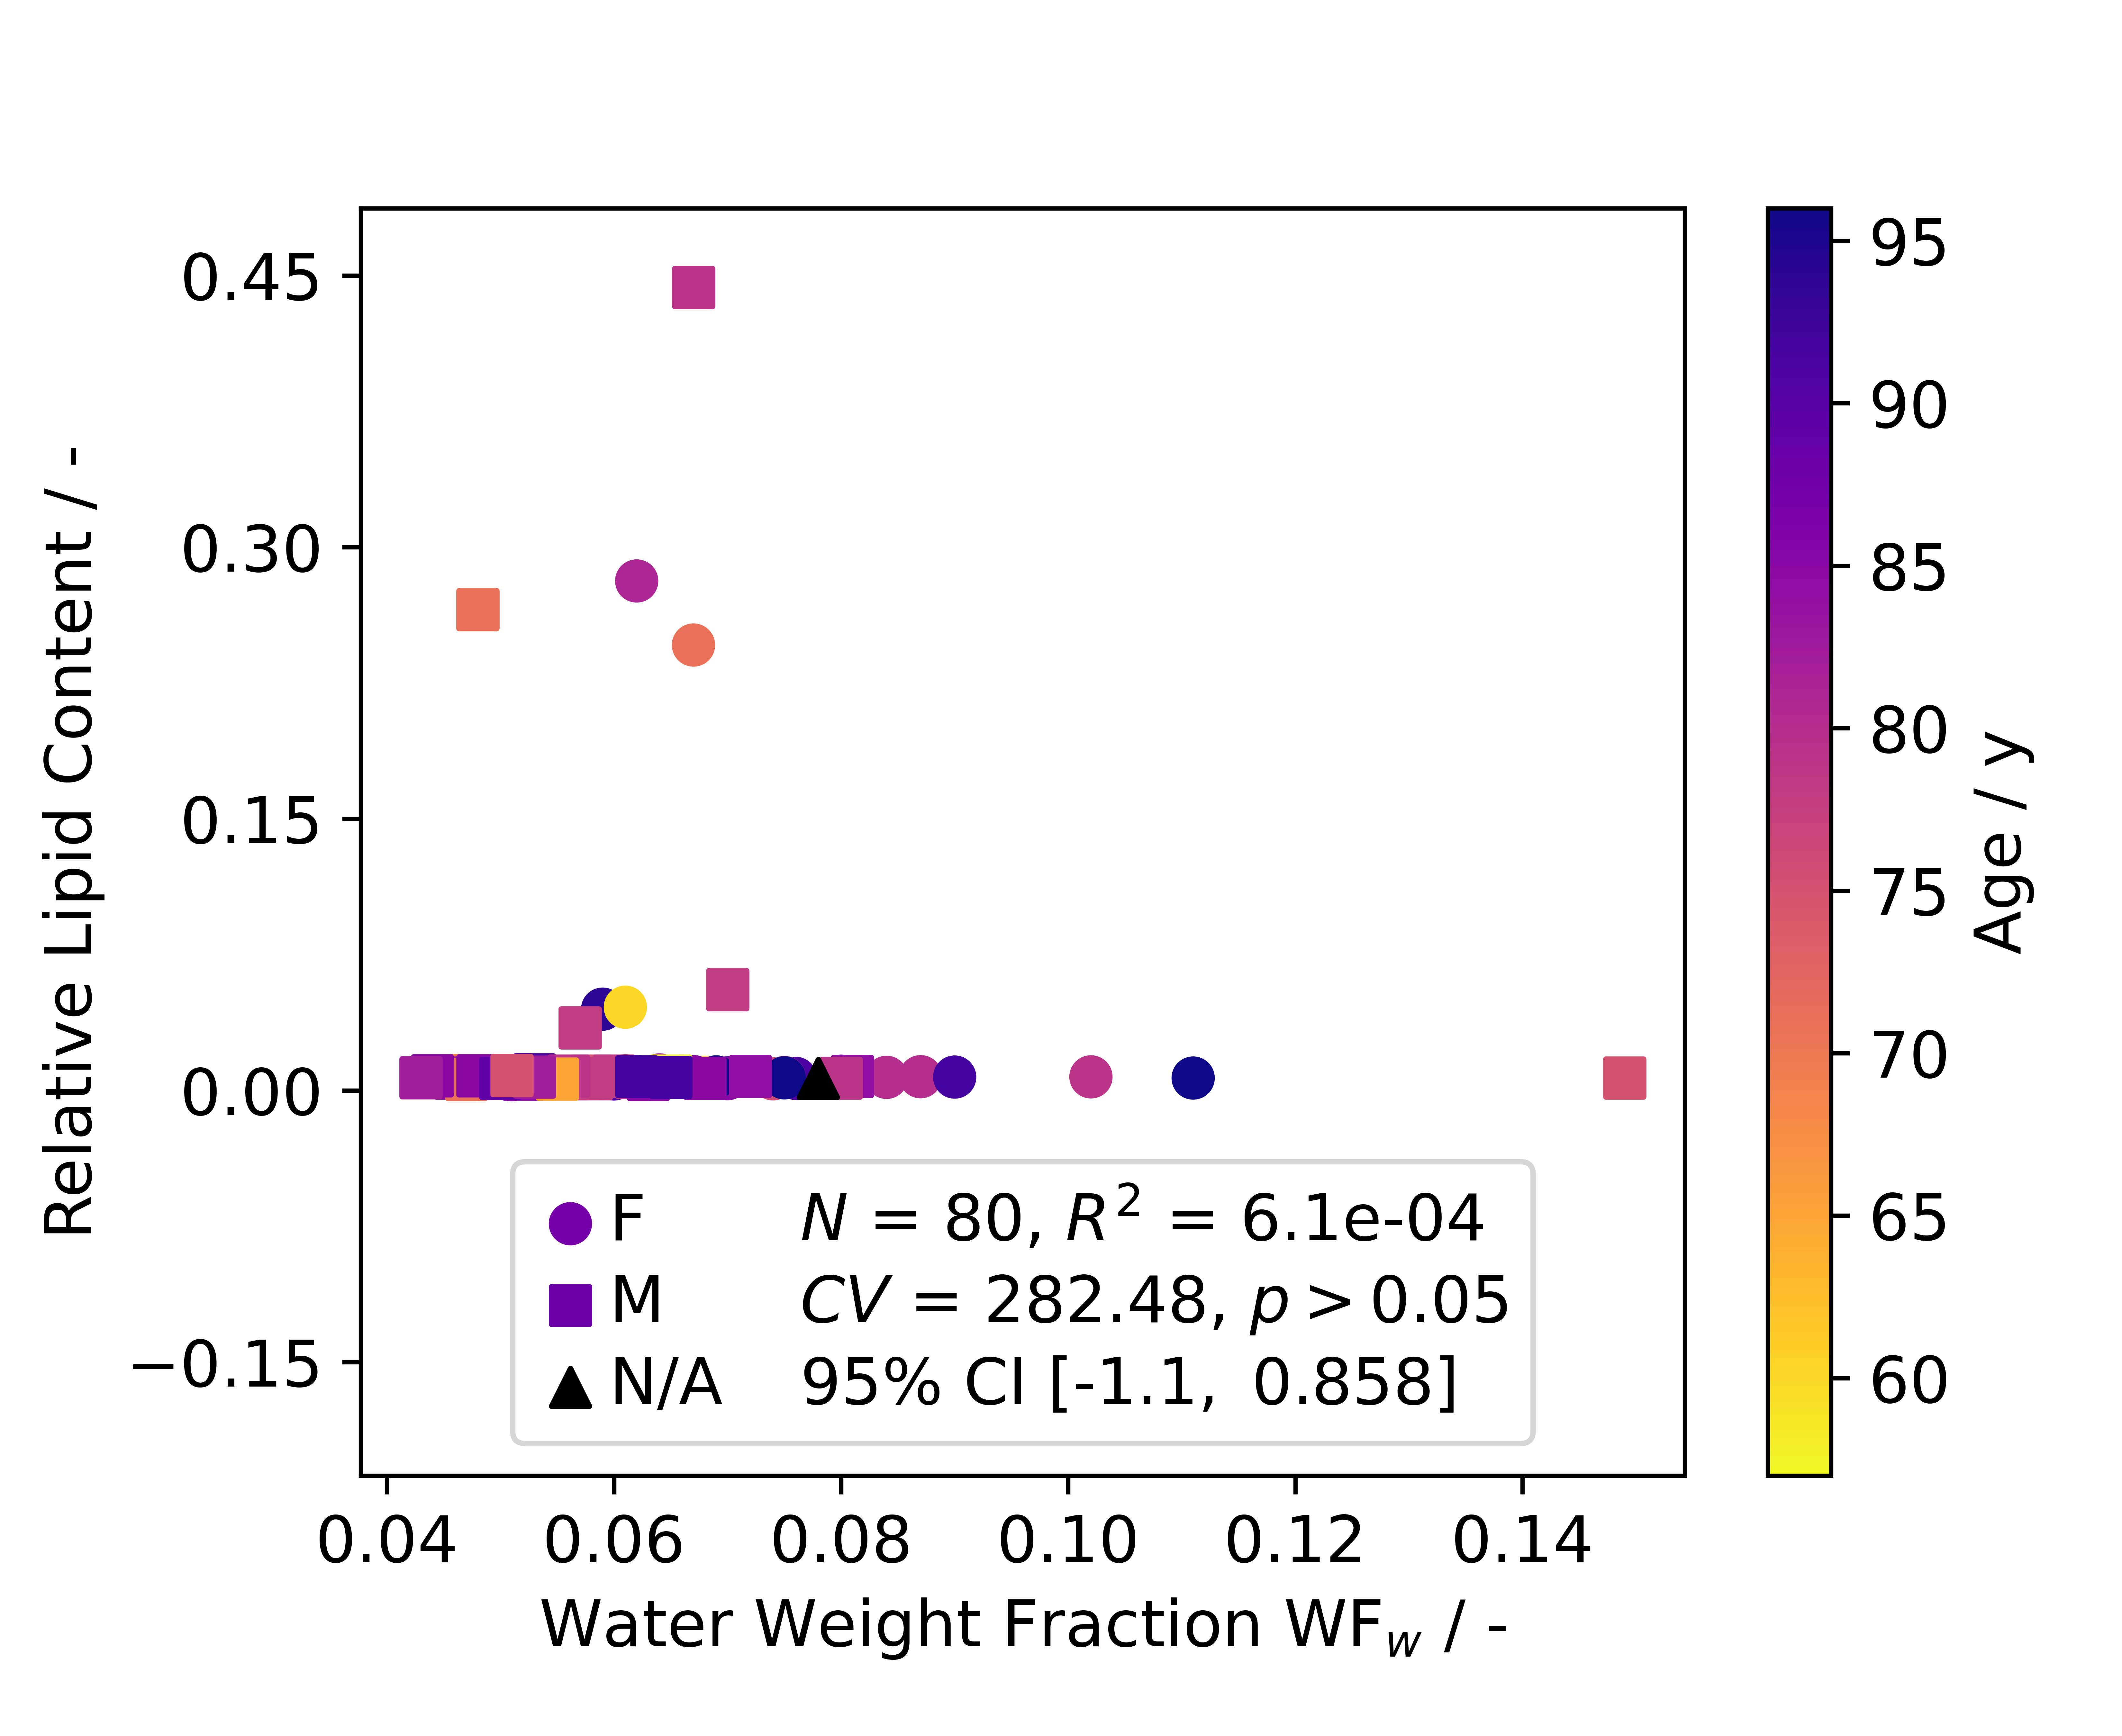 0.45
0.30
0.15
0.00
−0.15
Relative Lipid Content / -
0.04 0.06 0.08 0.10 0.12 0.14
Water Weight Fraction WF_w / -
F N = 80, R² = 6.1e-04
M CV = 282.48, p > 0.05
N/A 95% CI [-1.1, 0.858]
95
90
85
80
75
70
65
60
Age / y